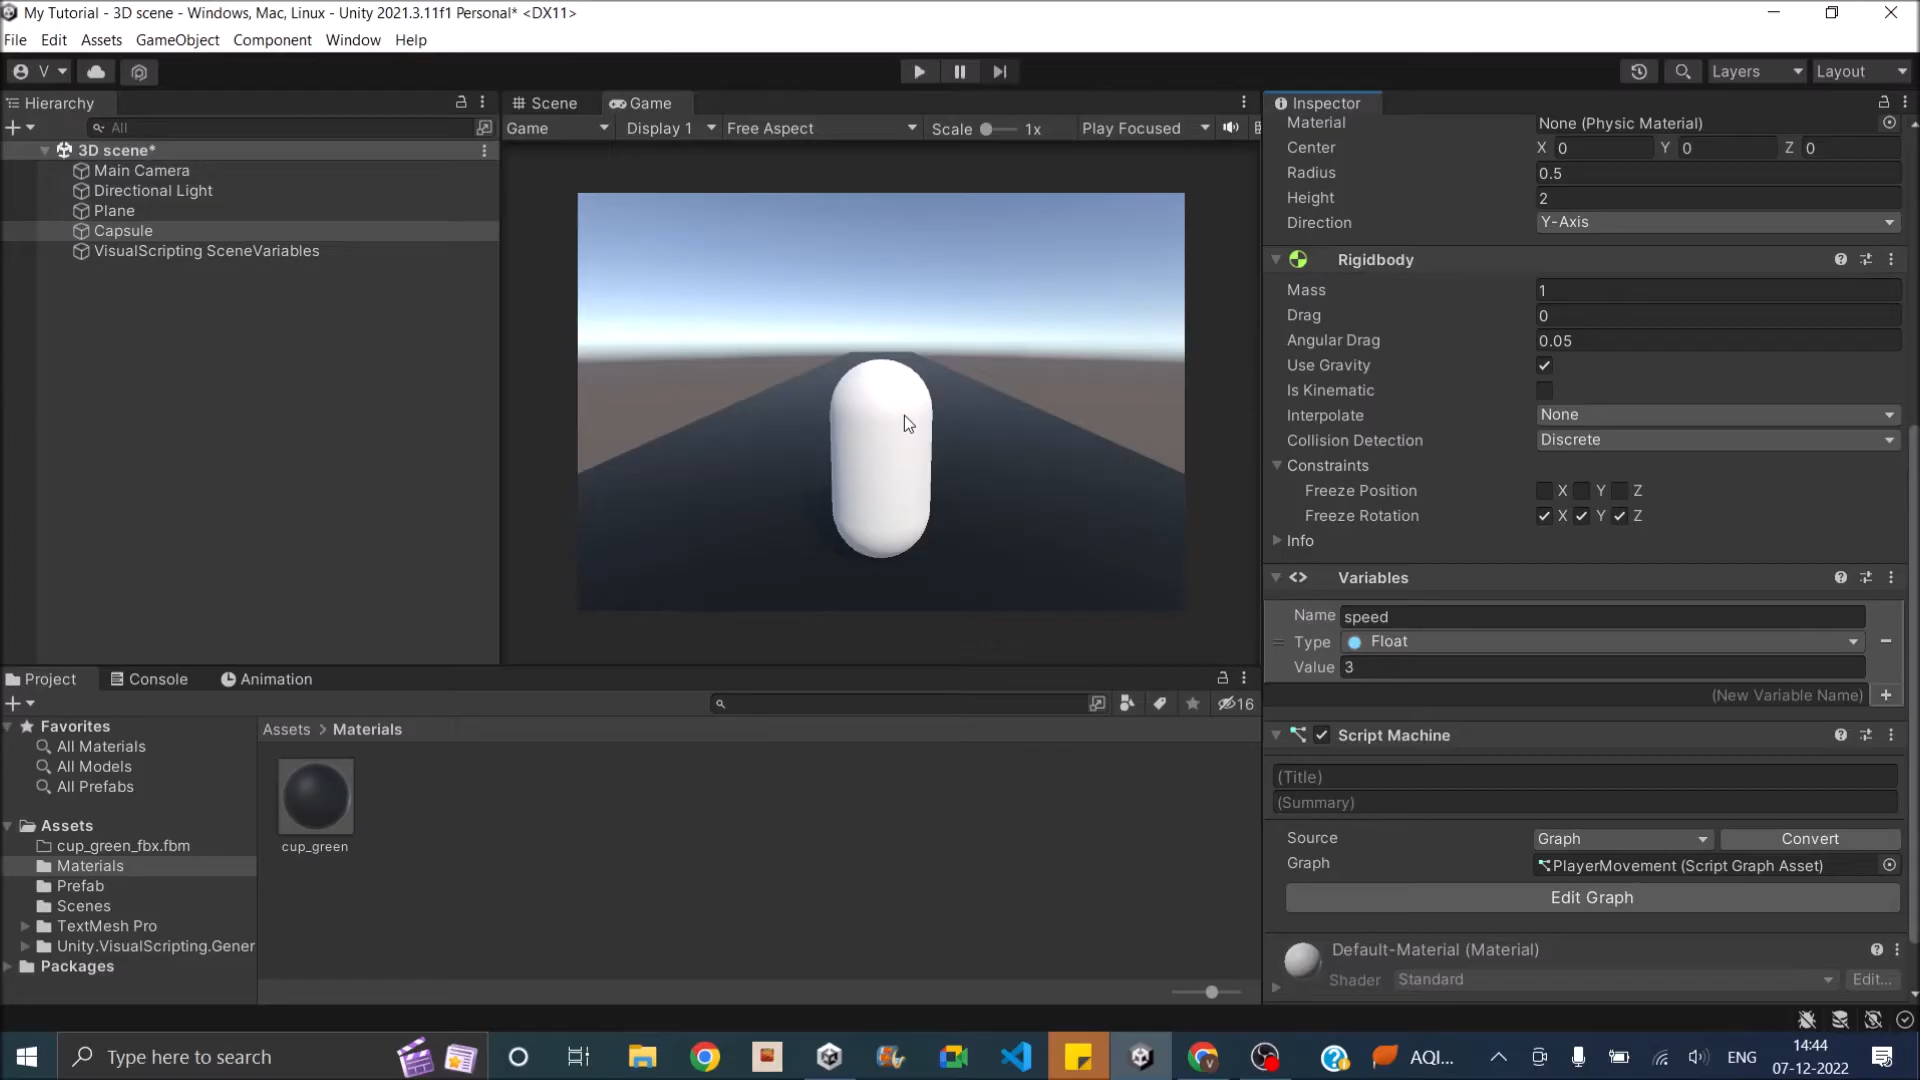 My Tutorial - 3D scene - Windows, Mac, Linux - Unity 2021.3.11f1 Personal* <DX11>
File Edit Assets GameObject Component Window Help
V Layers Layout
Hierarchy
All
3D scene*
Main Camera
Directional Light
Plane
Capsule
VisualScripting SceneVariables
Scene Game
Game Display 1 Free Aspect Scale 1x Play Focused
Inspector
Material None (Physic Material)
Center X 0 Y 0 Z 0
Radius 0.5
Height 2
Direction Y-Axis
Rigidbody
Mass 1
Drag 0
Angular Drag 0.05
Use Gravity
Is Kinematic
Interpolate None
Collision Detection Discrete
Constraints
Freeze Position X Y Z
Freeze Rotation X Y Z
Info
Variables
Name speed
Type Float
Value 3
(New Variable Name)
Script Machine
(Title)
(Summary)
Source Graph Convert
Graph PlayerMovement (Script Graph Asset)
Edit Graph
Default-Material (Material)
Shader Standard Edit...
Project Console Animation
16
Favorites
All Materials
All Models
All Prefabs
Assets
cup_green_fbx.fbm
Materials
Prefab
Scenes
TextMesh Pro
Unity.VisualScripting.Gener
Packages
Assets > Materials
cup_green
Type here to search
AQI...
ENG
14:44
07-12-2022